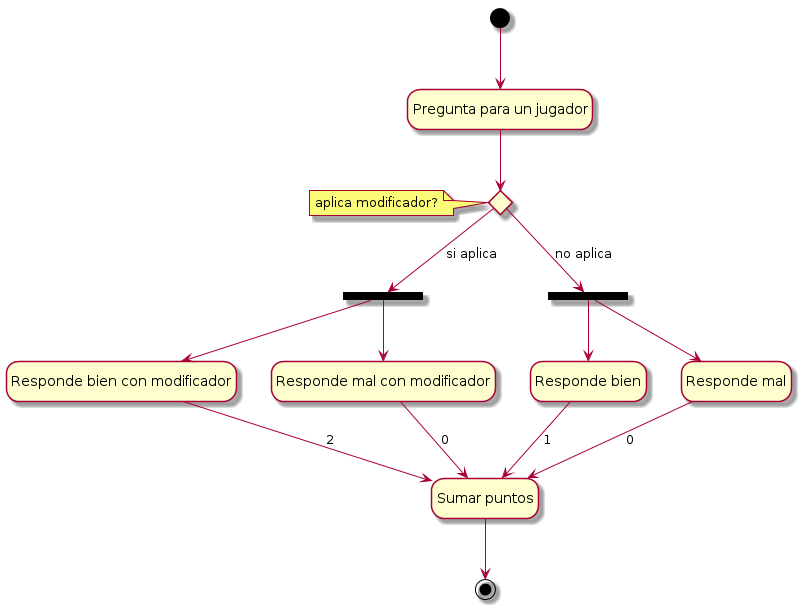 Pregunta para un jugador
aplica modificador?
si aplica
no aplica
Responde bien con modificador
Responde mal con modificador
Responde bien
Responde mal
2
0
1
0
Sumar puntos